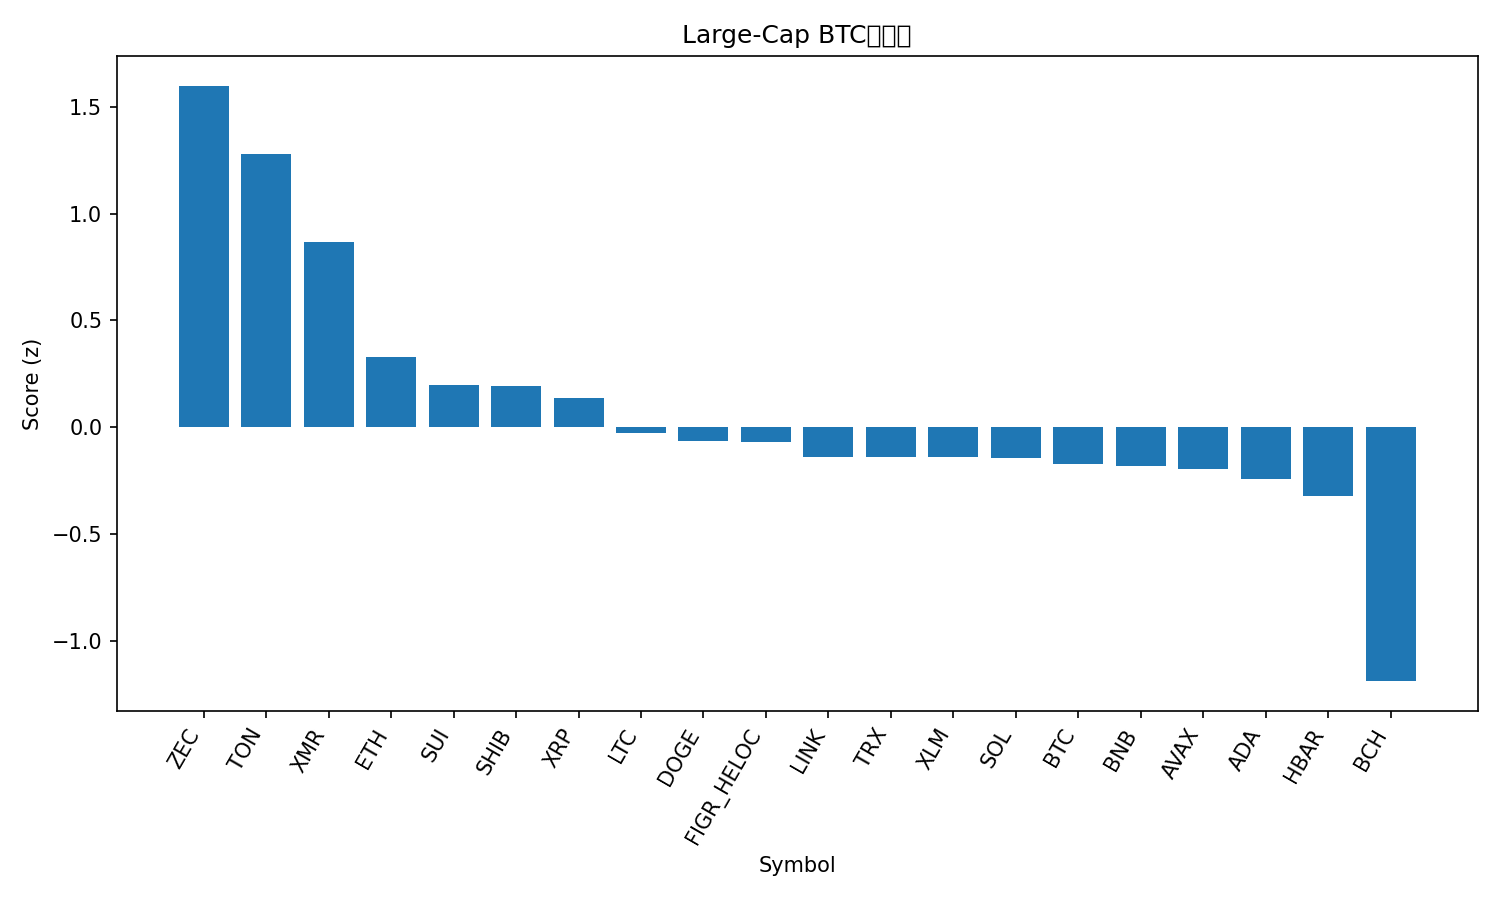 Large-Cap BTC
Score (z)
1.5
1.0
0.5
0.0
−0.5
−1.0
ZEC
TON
XMR
ETH
SUI
SHIB
XRP
LTC
DOGE
FIGR_HELOC
LINK
TRX
XLM
SOL
BTC
BNB
AVAX
ADA
HBAR
BCH
Symbol